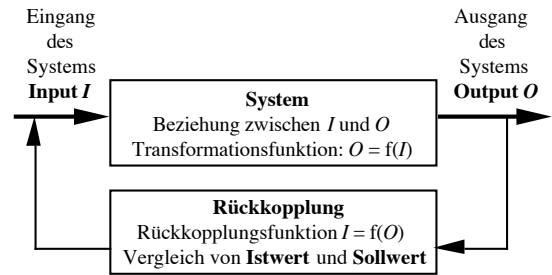 Eingang
des
Systems
Input I
Ausgang
des
Systems
Output O
System
Beziehung zwischen I und O
Transformationsfunktion: O = f(I)
Rückkopplung
Rückkopplungsfunktion I = f(O)
Vergleich von Istwert und Sollwert